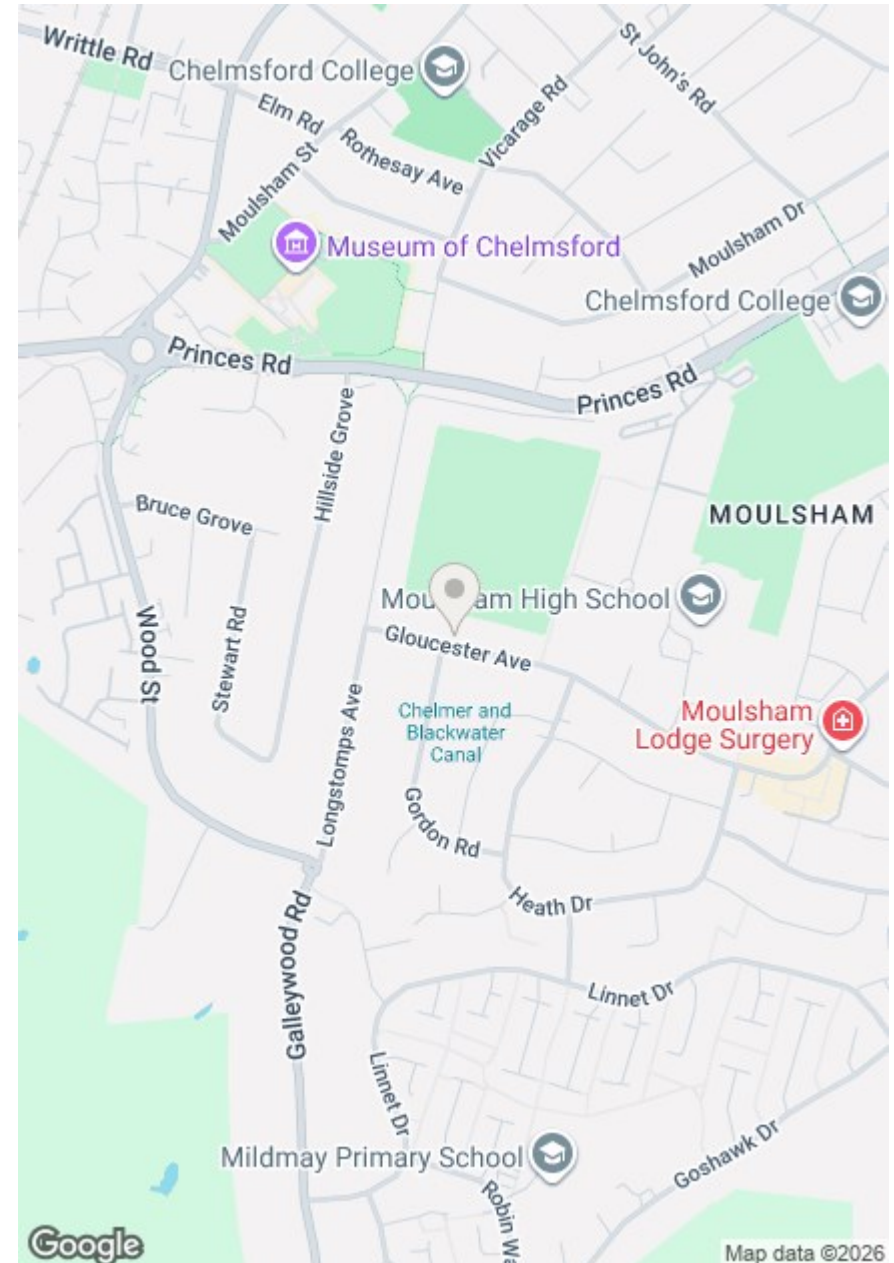 Writtle Rd
Chelmsford College
St John's Rd
Elm Rd
Vicarage Rd
Rothesay Ave
Moulsham St
Museum of Chelmsford
Moulsham Dr
Chelmsford College
Princes Rd
Princes Rd
Hillside Grove
Bruce Grove
MOULSHAM
High School
Wood St
Stewart Rd
Gloucester Ave
Longstomps Ave
Chelmer and
Blackwater
Canal
Moulsham
Lodge Surgery
Gordon Rd
Heath Dr
Galleywood Rd
Linnet Dr
Linnet Dr
Mildmay Primary School
Goshawk Dr
Robin
Google
Map data ©2026